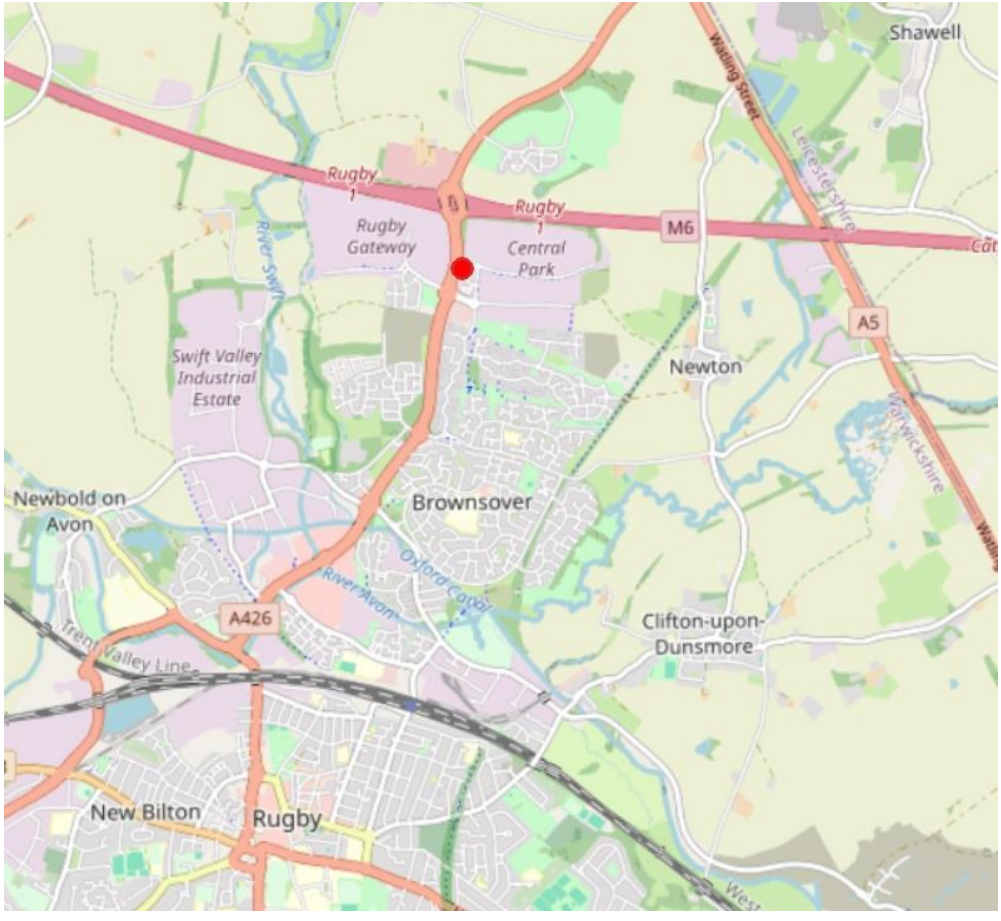 Shawell
Watling Street
Leicestershire
Rugby
1
Rugby
1
M6
Cat
Rugby
Gateway
Central
Park
River Swift
A5
Swift Valley
Industrial
Estate
Newton
Warwickshire
Newbold on
Avon
Brownsover
Watling
Oxford Canal
River Avon
A426
Clifton-upon-
Dunsmore
Trent Valley Line
New Bilton
Rugby
West